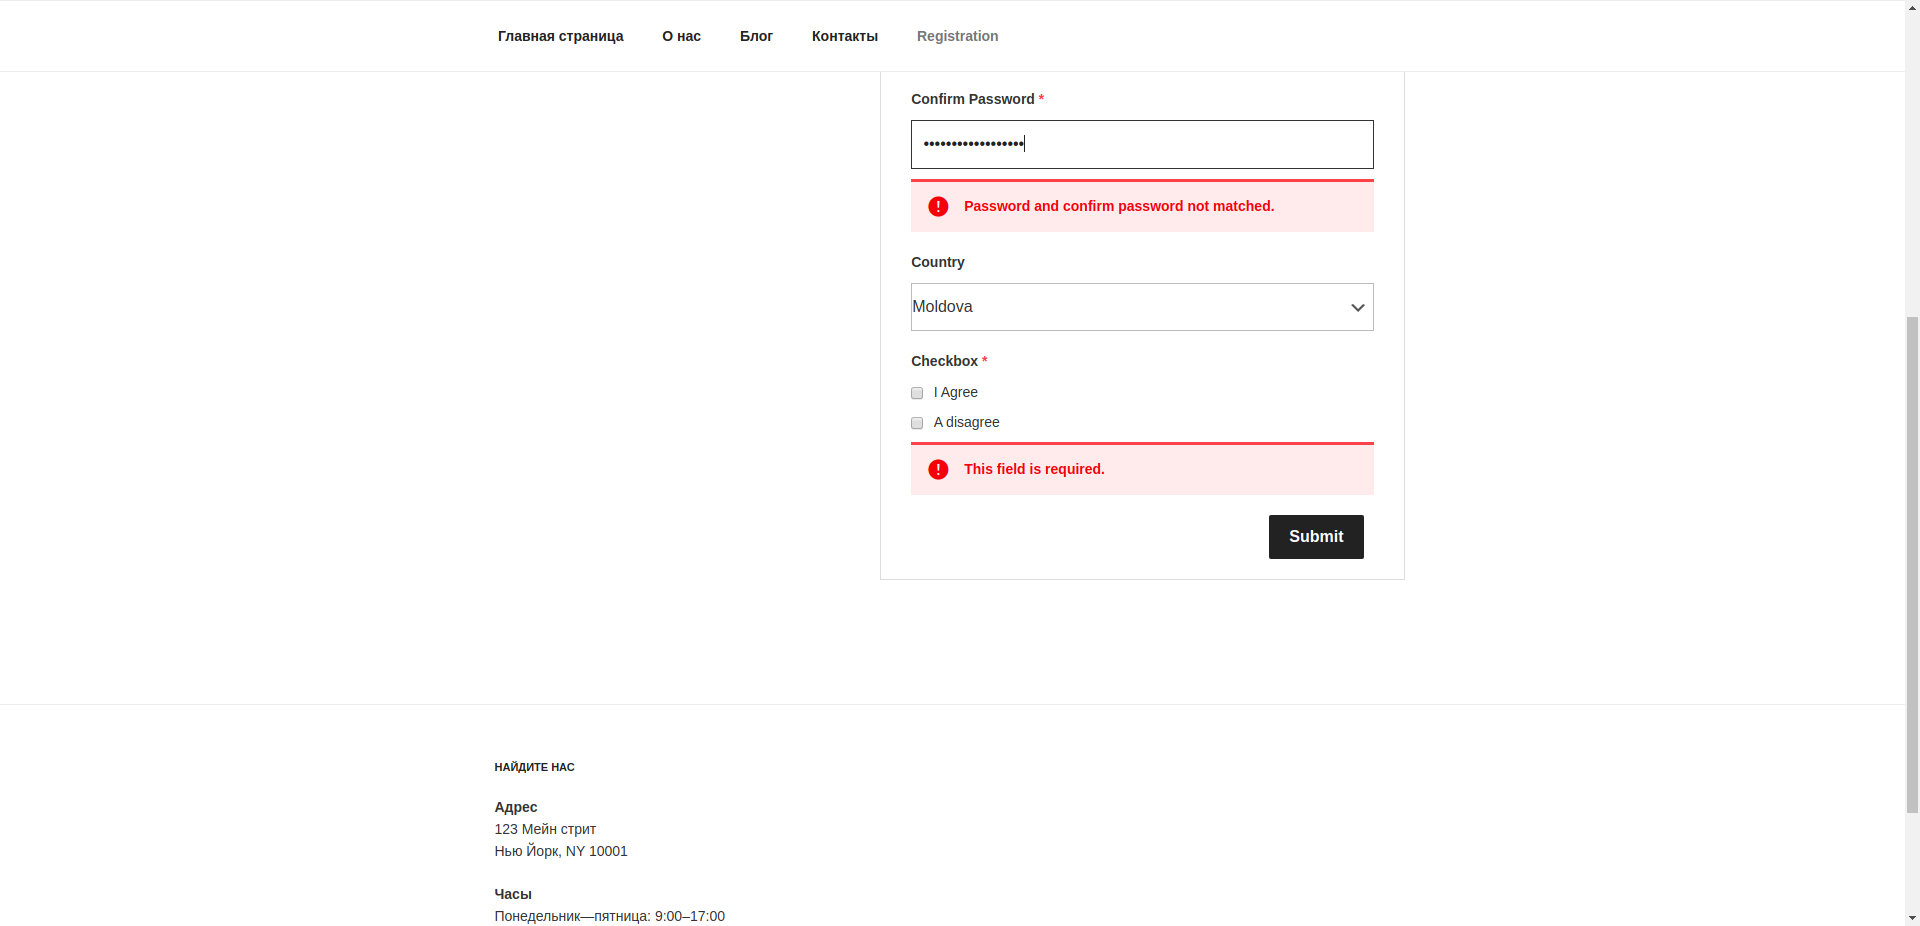 Главная страница О нас Блог Контакты Registration
Confirm Password *
••••••••••••••••••
Password and confirm password not matched.
Country
Moldova
Checkbox *
I Agree
A disagree
This field is required.
Submit
НАЙДИТЕ НАС
Адрес
123 Мейн стрит
Нью Йорк, NY 10001
Часы
Понедельник—пятница: 9:00–17:00